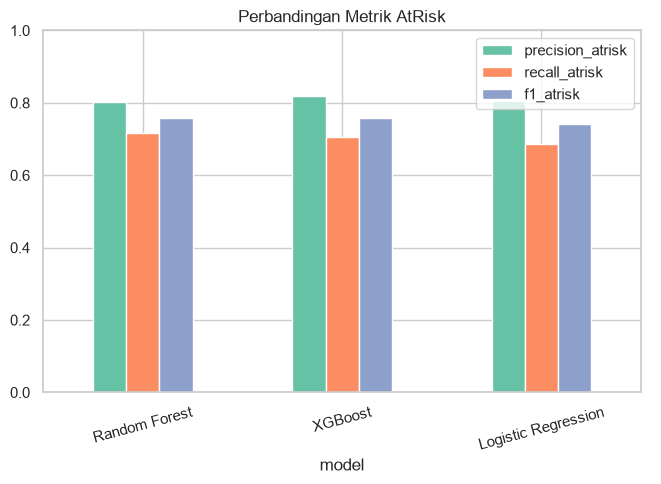 Perbandingan Metrik AtRisk
precision_atrisk
recall_atrisk
f1_atrisk
1.0
0.8
0.6
0.4
0.2
0.0
Random Forest
XGBoost
Logistic Regression
model